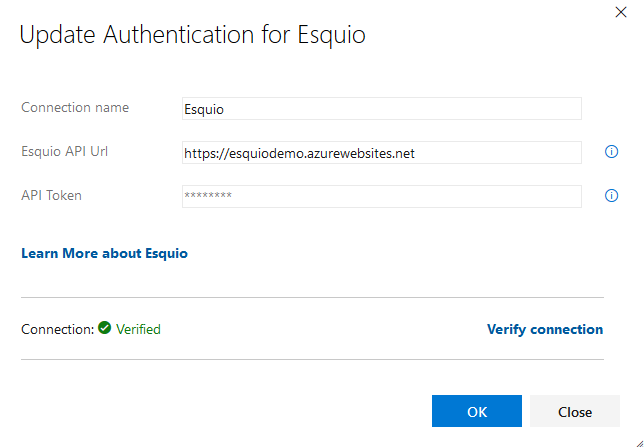 Update Authentication for Esquio
Connection name Esquio
Esquio API Url https://esquiodemo.azurewebsites.net
API Token ********
Learn More about Esquio
Connection: Verified Verify connection
OK Close